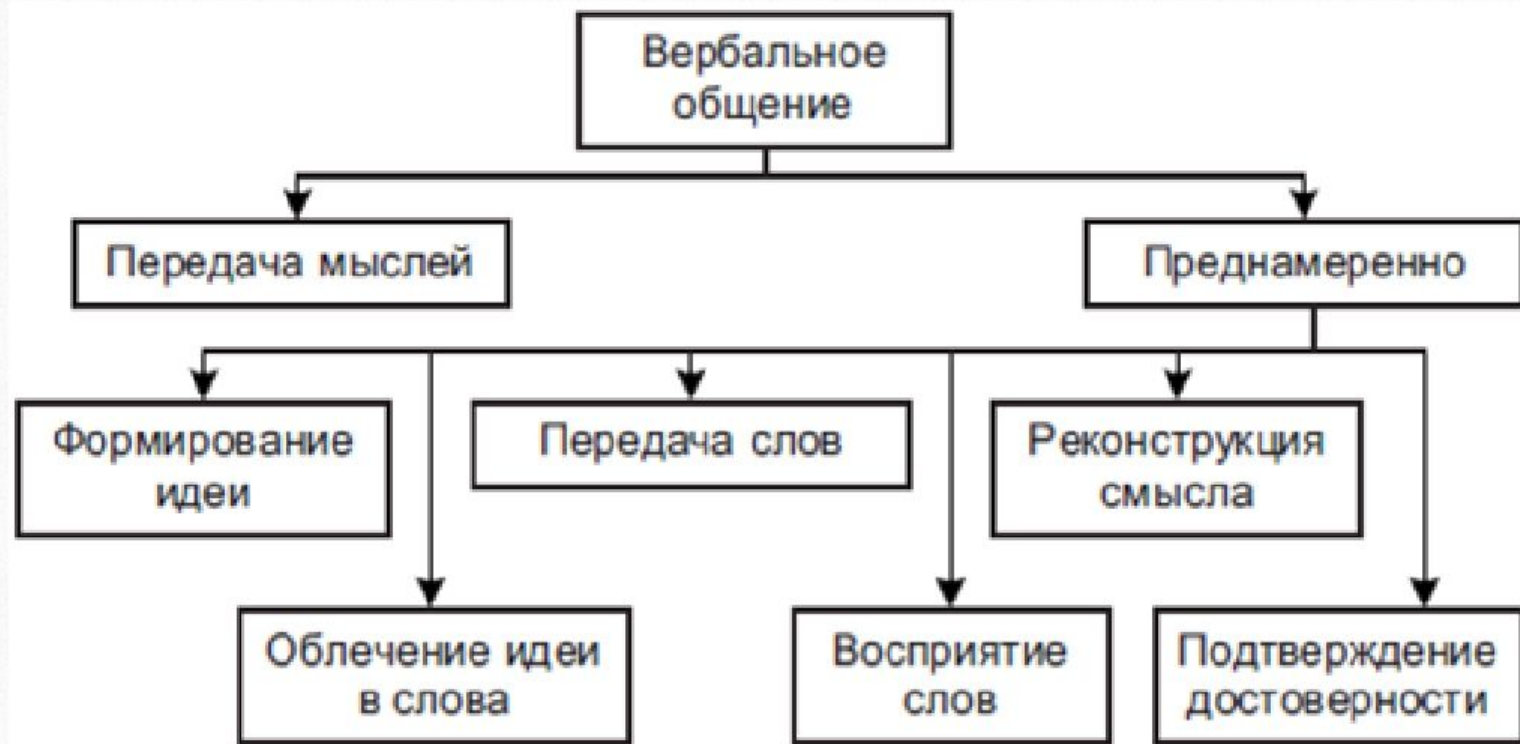 Вербальное
общение
Передача мыслей
Преднамеренно
Формирование
идеи
Передача слов
Реконструкция
смысла
Облечение идеи
в слова
Восприятие
слов
Подтверждение
достоверности